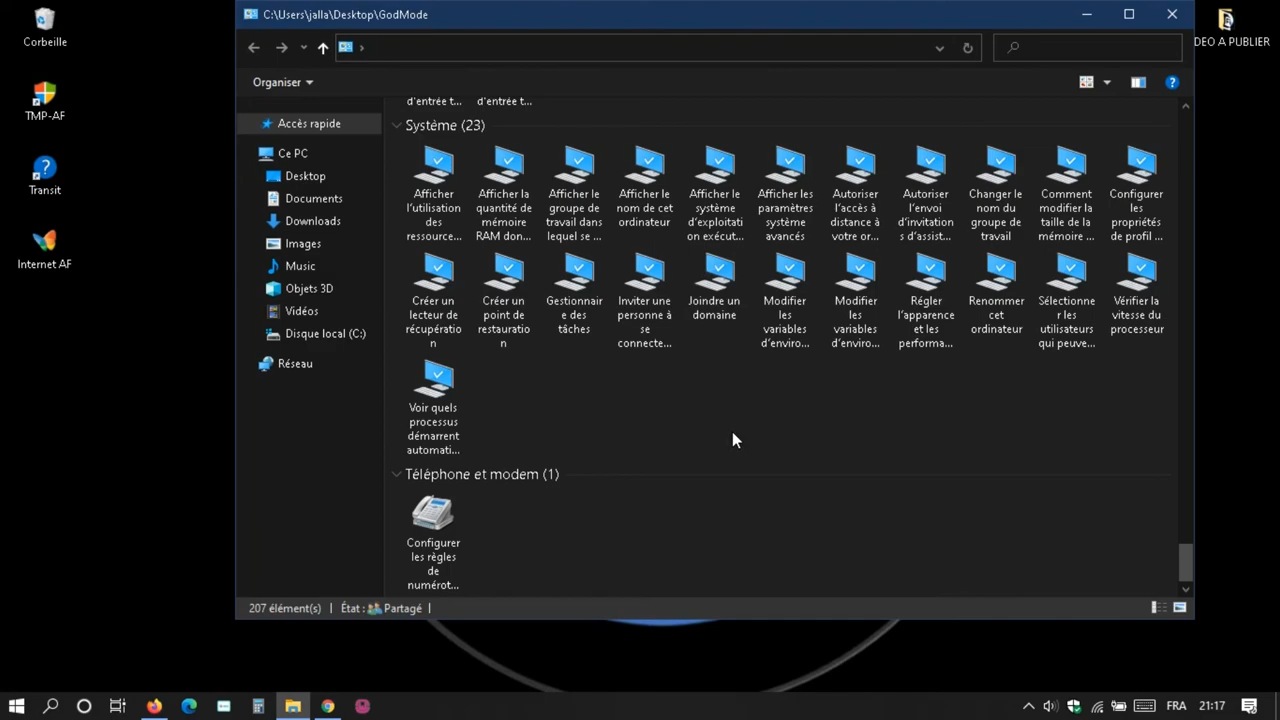 Corbeille
TMP-AF
Transit
Internet AF
DEO A PUBLIER
C:\Users\jalla\Desktop\GodMode
Organiser
Accès rapide
Ce PC
Desktop
Documents
Downloads
Images
Music
Objets 3D
Vidéos
Disque local (C:)
Réseau
d'entrée t...
d'entrée t...
Système (23)
Afficher
l'utilisation
des
ressource...
Afficher la
quantité de
mémoire
RAM don...
Afficher le
groupe de
travail dans
lequel se ...
Afficher le
nom de cet
ordinateur
Afficher le
système
d'exploitati
on exécut...
Afficher les
paramètres
système
avancés
Autoriser
l'accès à
distance à
votre or...
Autoriser
l'envoi
d'invitations
d'assist...
Changer le
nom du
groupe de
travail
Comment
modifier la
taille de la
mémoire ...
Configurer
les
propriétés
de profil ...
Créer un
lecteur de
récupération
n
Créer un
point de
restauratio
n
Gestionnair
e des
tâches
Inviter une
personne à
se
connecte...
Joindre un
domaine
Modifier
les
variables
d'enviro...
Modifier
les
variables
d'enviro...
Régler
l'apparence
et les
performa...
Renommer
cet
ordinateur
Sélectionne
r les
utilisateurs
qui peuve...
Vérifier la
vitesse du
processeur
Voir quels
processus
démarrent
automati...
Téléphone et modem (1)
Configurer
les règles
de
numérot...
207 élément(s)
État : Partagé
FRA
21:17